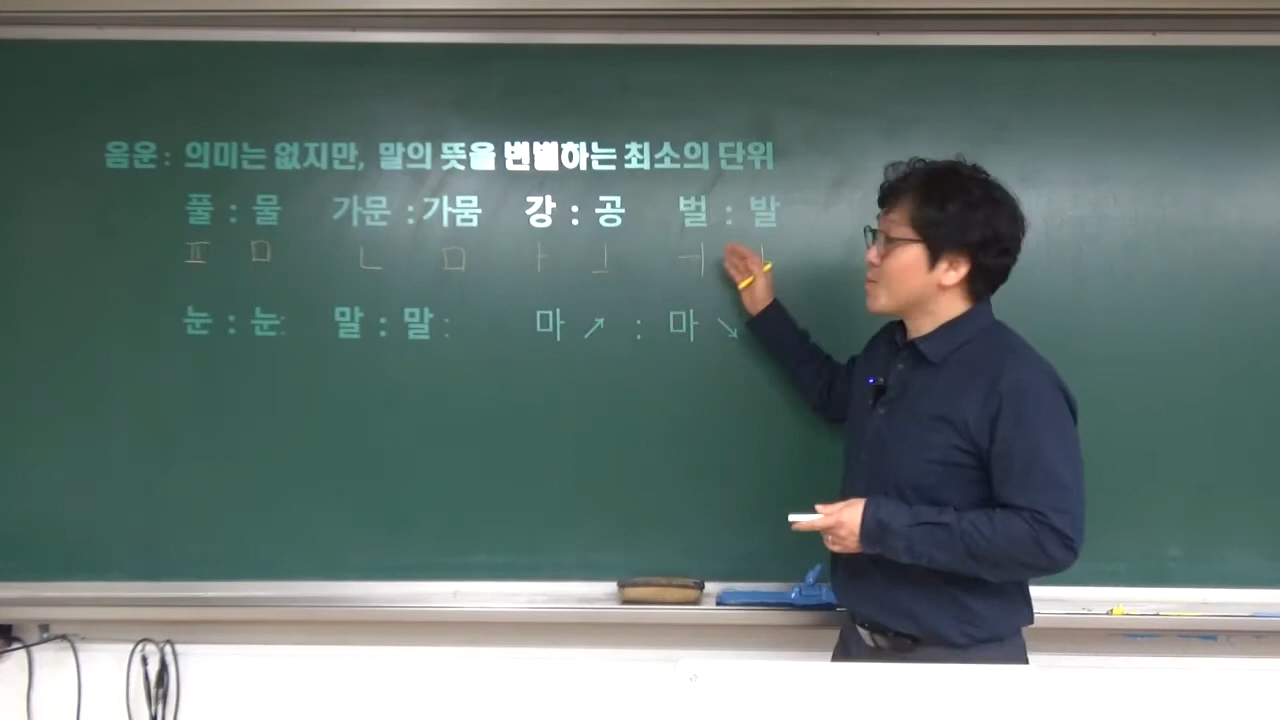 음운 : 의미는 없지만, 말의 뜻을 변별하는 최소의 단위
풀 : 물 가문 : 가뭄 강 : 공 벌 : 발
ㅍ ㅁ ㄴ ㅁ ㅏ ㅗ ㅓ
눈 : 눈: 말 : 말: 마 ↗ : 마 ↘